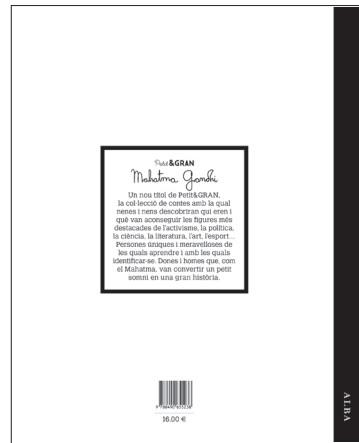 Petit&GRAN
Mahatma Gandhi
Un nou títol de Petit&GRAN,
la col·lecció de contes amb la qual
nenes i nens descobriran qui eren i
què van aconseguir les figures més
destacades de l'activisme, la política,
la ciència, la literatura, l'art, l'esport...
Persones úniques i meravelloses de
les quals aprendre i amb les quals
identificar-se. Dones i homes que, com
el Mahatma, van convertir un petit
somni en una gran història.
16,00 €
ALBA